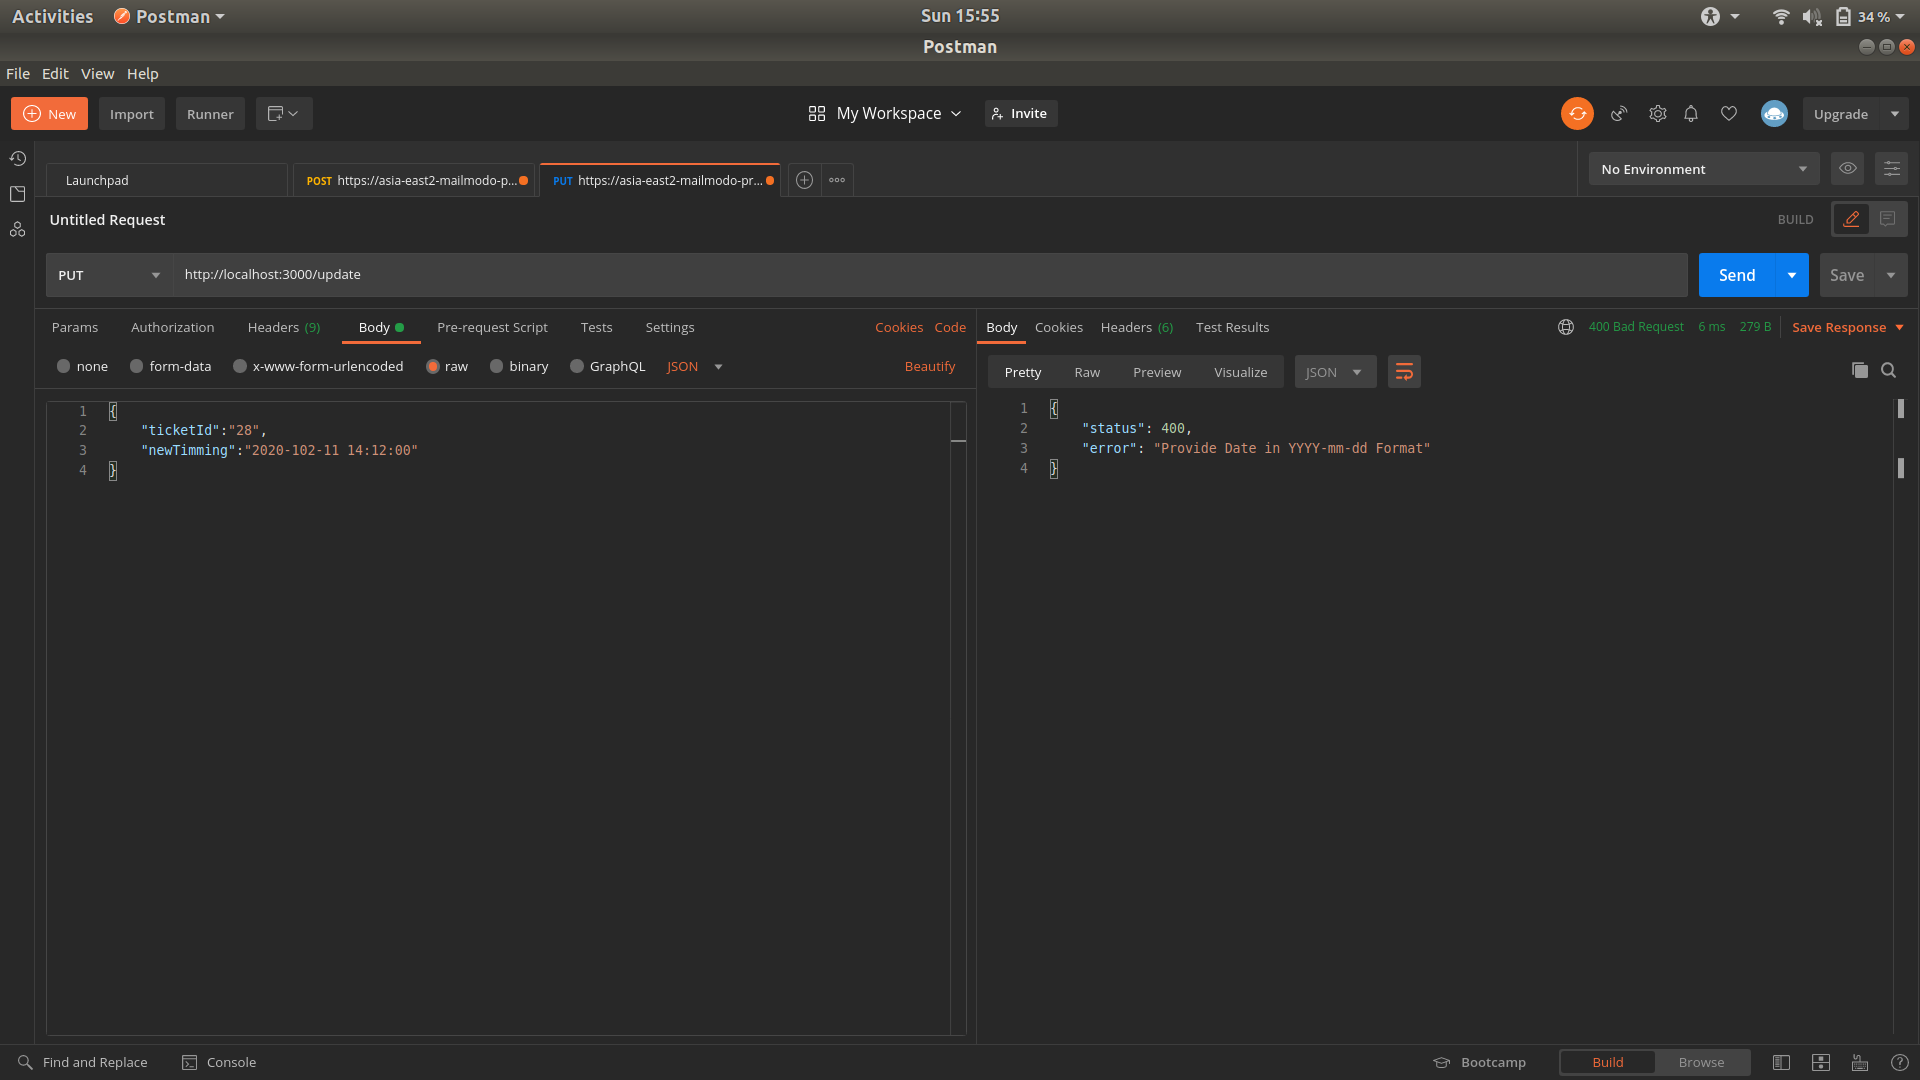 Activities Postman Sun 15:55 34 %
Postman
File Edit View Help
New Import Runner My Workspace Invite Upgrade
Launchpad POST https://asia-east2-mailmodo-p... PUT https://asia-east2-mailmodo-pr... No Environment
Untitled Request BUILD
PUT http://localhost:3000/update Send Save
Params Authorization Headers (9) Body Pre-request Script Tests Settings Cookies Code
Body Cookies Headers (6) Test Results 400 Bad Request 6 ms 279 B Save Response
none form-data x-www-form-urlencoded raw binary GraphQL JSON Beautify
Pretty Raw Preview Visualize JSON
1 {
2 "ticketId":"28",
3 "newTimming":"2020-102-11 14:12:00"
4 }
1 {
2 "status": 400,
3 "error": "Provide Date in YYYY-mm-dd Format"
4 }
Find and Replace Console Bootcamp Build Browse